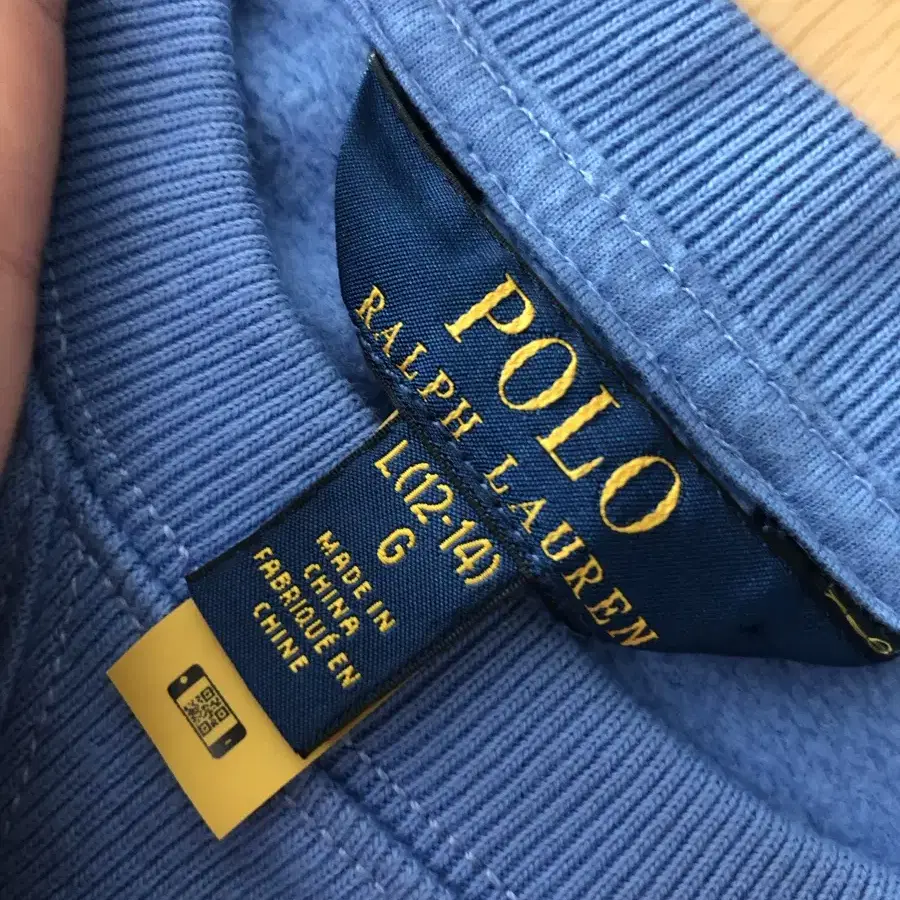 POLO
RALPH LAUREN
L(12-14)
G
MADE IN
CHINA
FABRIQUÉ EN
CHINE